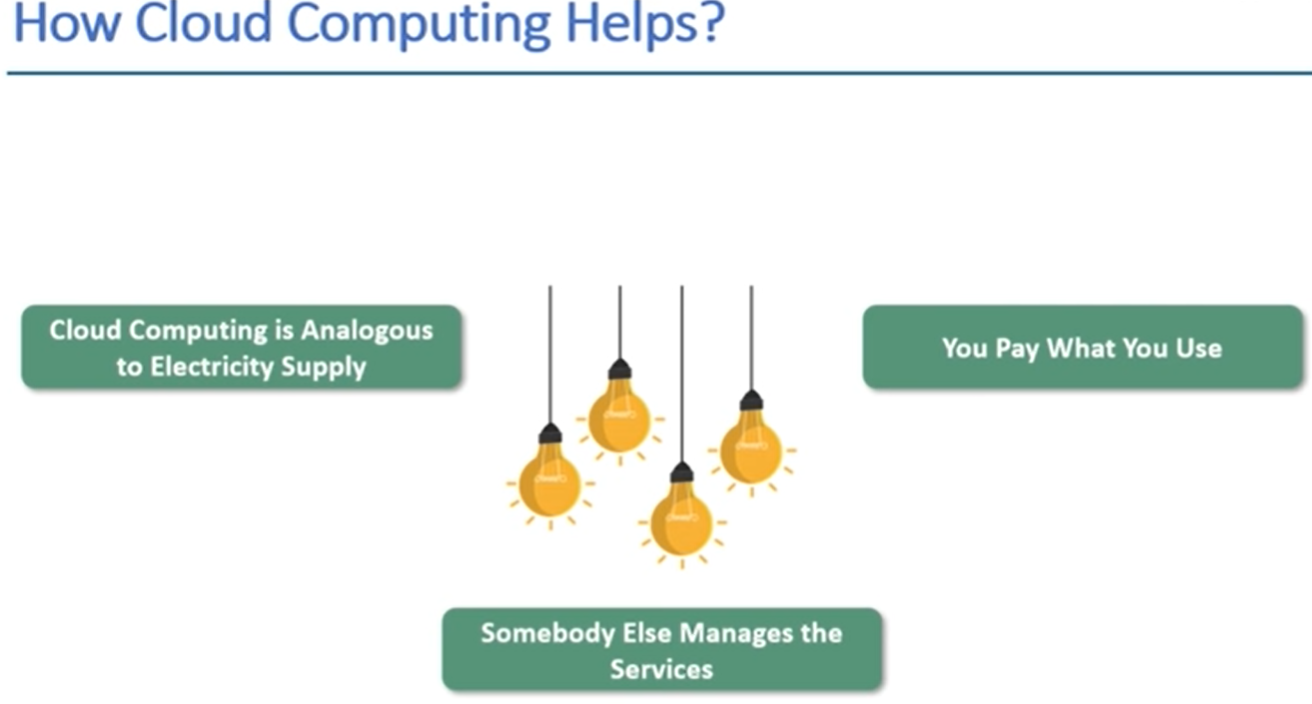 How Cloud Computing Helps?
Cloud Computing is Analogous
to Electricity Supply
You Pay What You Use
Somebody Else Manages the
Services